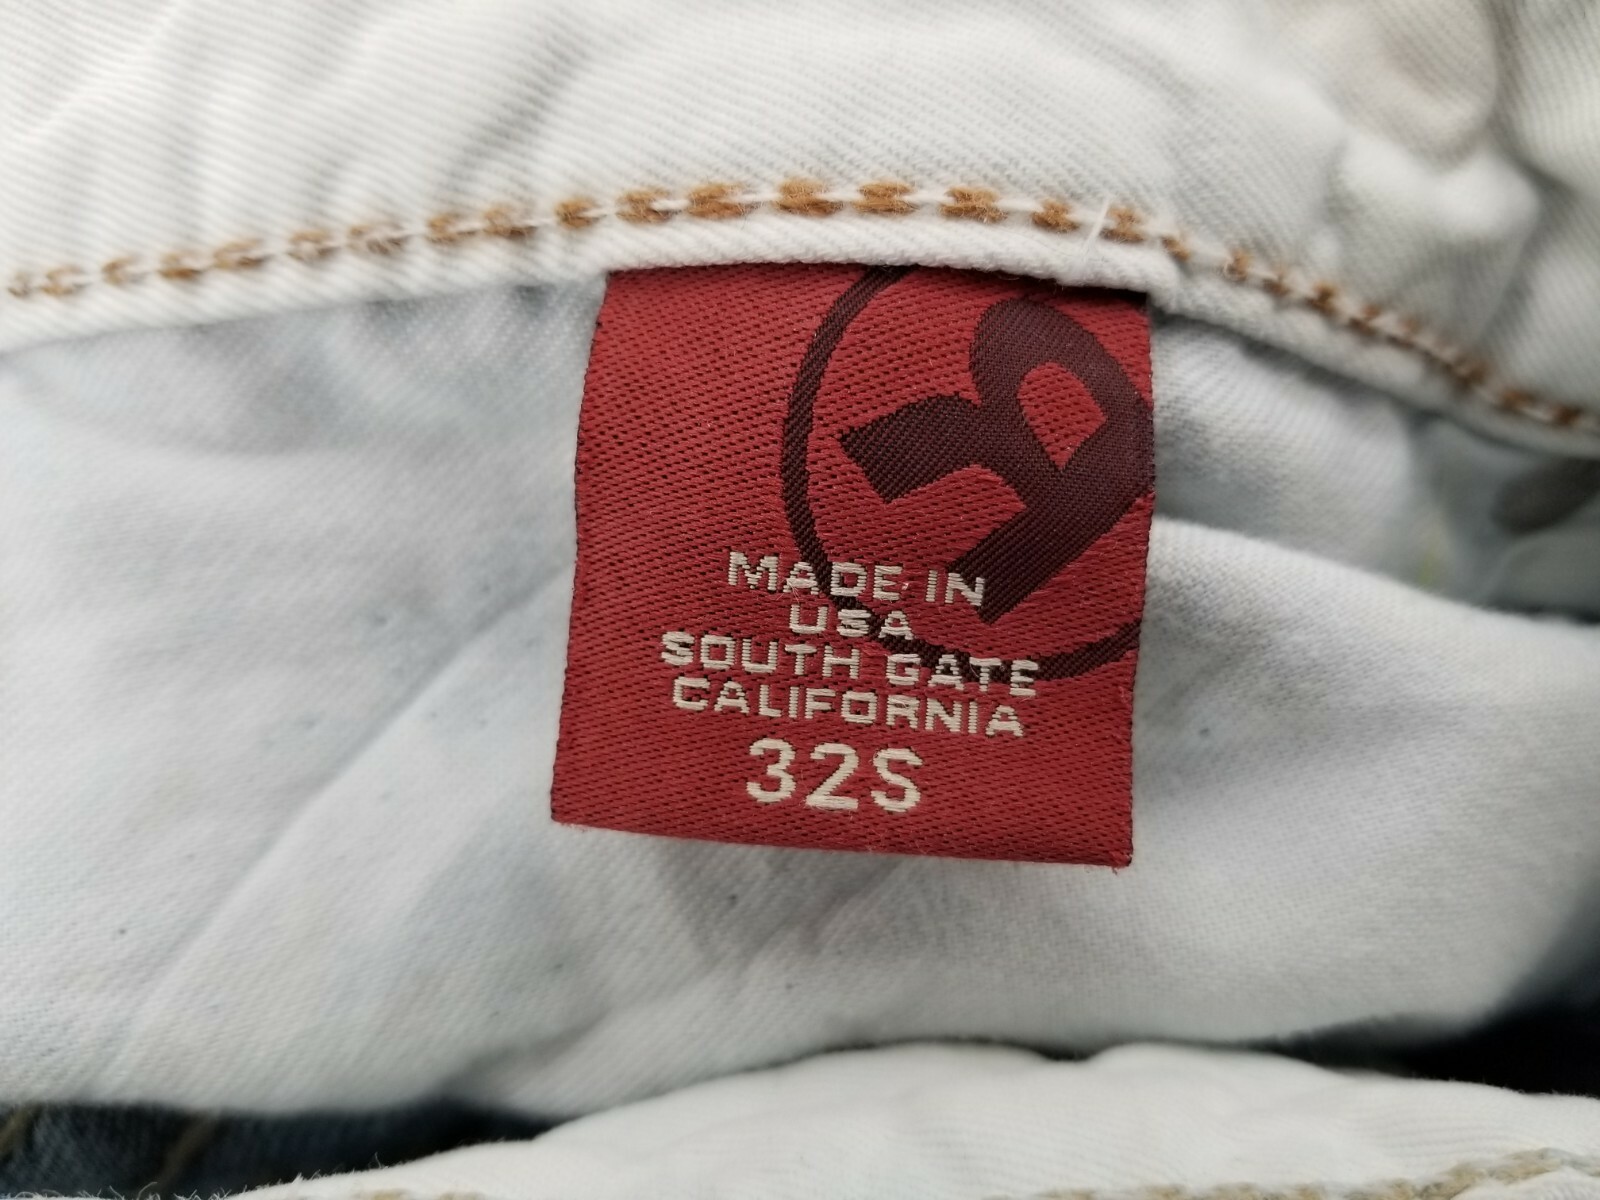 MADE IN
USA
SOUTH GATE
CALIFORNIA
32S